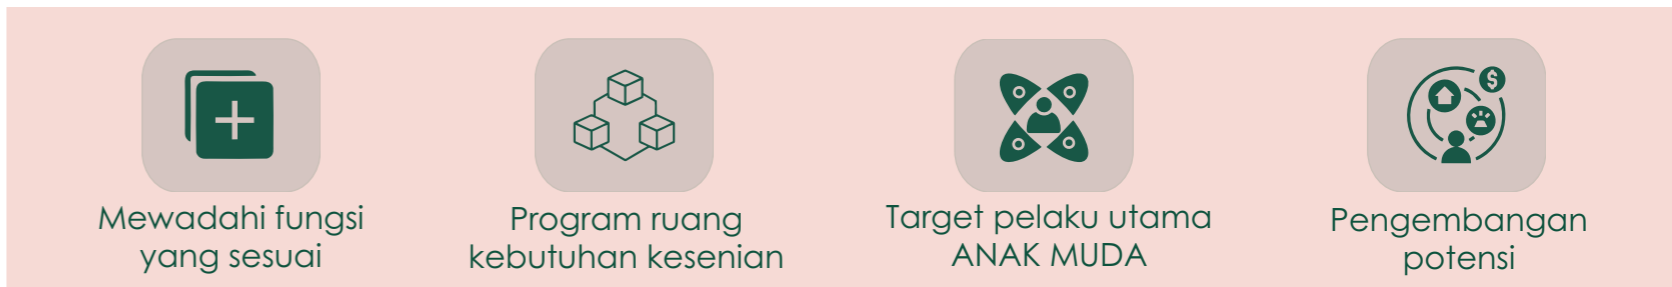 Mewadahi fungsi
yang sesuai
Program ruang
kebutuhan kesenian
Target pelaku utama
ANAK MUDA
Pengembangan
potensi